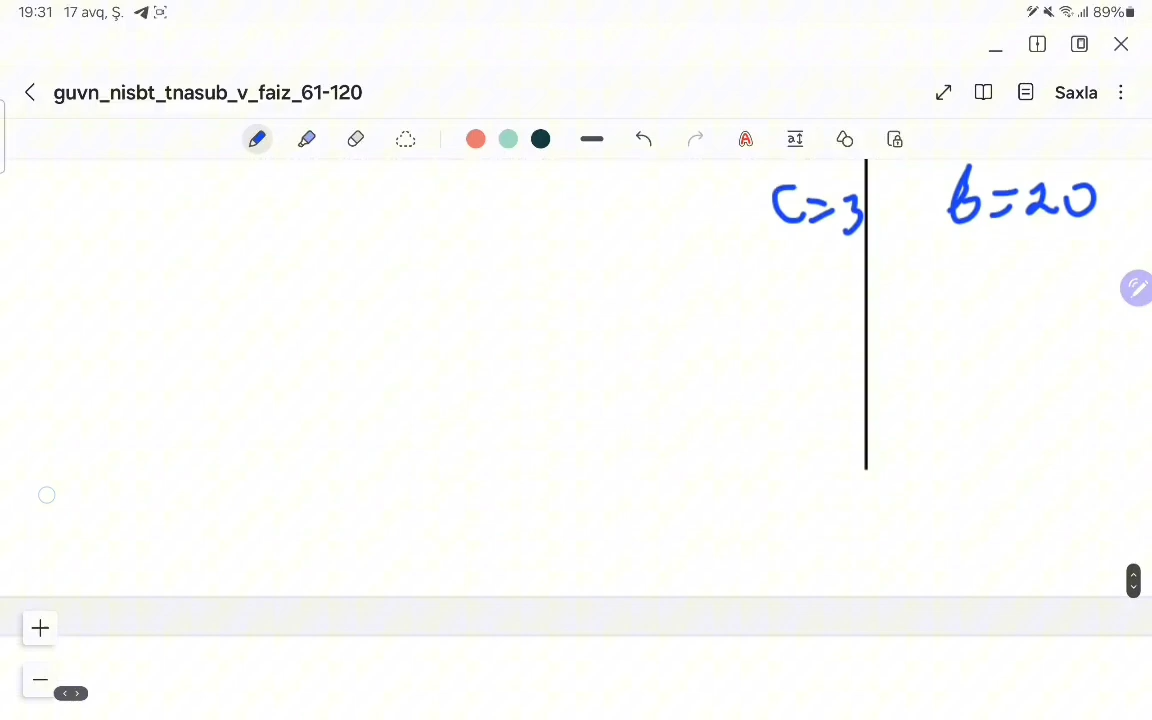 19:31 17 avq, Ş. 89%
guvn_nisbt_tnasub_v_faiz_61-120 Saxla
C=3 b=20